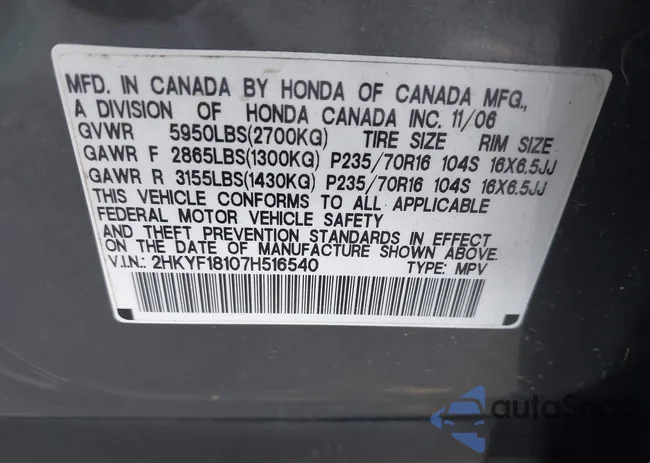 MFD. IN CANADA BY HONDA OF CANADA MFG.,
A DIVISION OF HONDA CANADA INC. 11/06
GVWR 5950LBS(2700KG) TIRE SIZE RIM SIZE
GAWR F 2865LBS(1300KG) P235/70R16 104S 16X6.5JJ
GAWR R 3155LBS(1430KG) P235/70R16 104S 16X6.5JJ
THIS VEHICLE CONFORMS TO ALL APPLICABLE
FEDERAL MOTOR VEHICLE SAFETY
AND THEFT PREVENTION STANDARDS IN EFFECT
ON THE DATE OF MANUFACTURE SHOWN ABOVE.
V.I.N.: 2HKYF18107H516540 TYPE: MPV